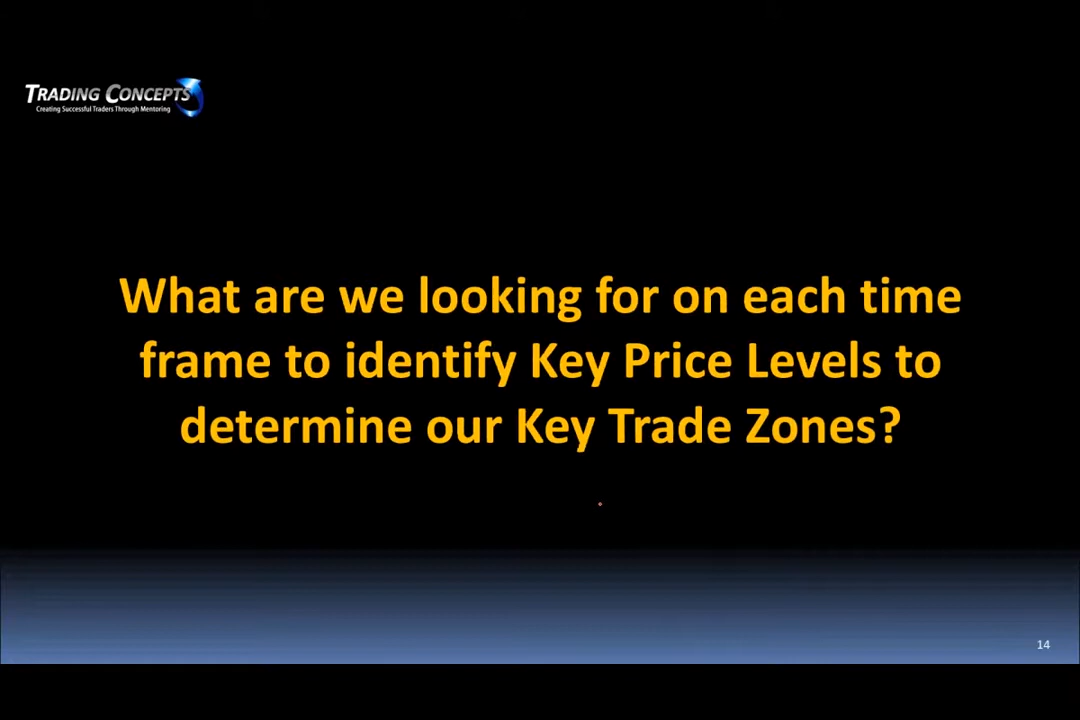 TRADING CONCEPTS
Creating Successful Traders Through Mentoring
What are we looking for on each time
frame to identify Key Price Levels to
determine our Key Trade Zones?
14